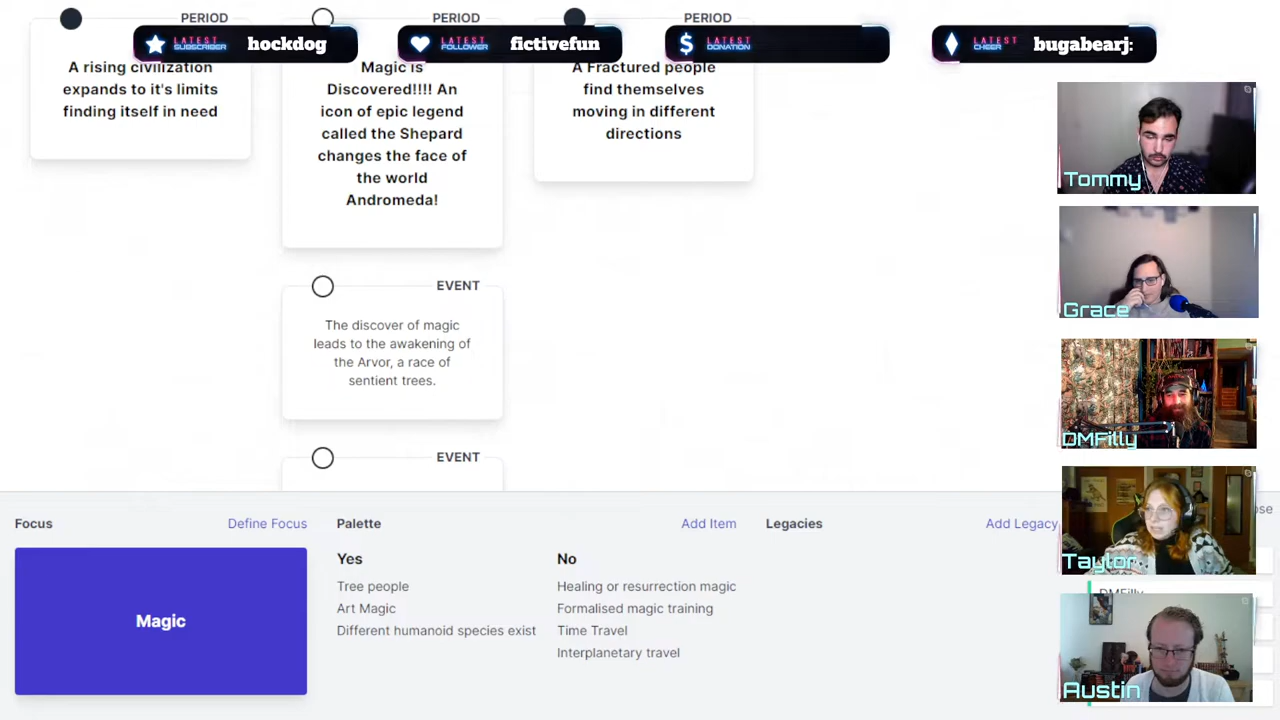 PERIOD
PERIOD
PERIOD
LATEST
SUBSCRIBER
hockdog
LATEST
FOLLOWER
fictivefun
LATEST
DONATION
LATEST
CHEER
bugabearj:
A rising civilization
expands to it's limits
finding itself in need
Magic is
Discovered!!!! An
icon of epic legend
called the Shepard
changes the face of
the world
Andromeda!
A Fractured people
find themselves
moving in different
directions
EVENT
The discover of magic
leads to the awakening of
the Arvor, a race of
sentient trees.
EVENT
Tommy
Grace
DMFilly
Taylor
DMFilly
Austin
Focus
Define Focus
Magic
Palette
Add Item
Yes
Tree people
Art Magic
Different humanoid species exist
No
Healing or resurrection magic
Formalised magic training
Time Travel
Interplanetary travel
Legacies
Add Legacy
ose